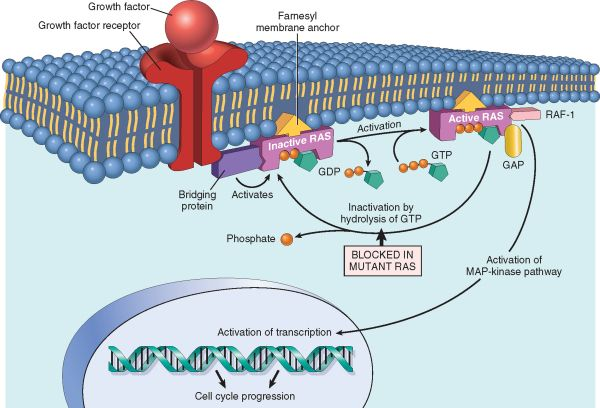 Growth factor
Growth factor receptor
Farnesyl
membrane anchor
Inactive RAS
Activation
Active RAS
RAF-1
GDP
GTP
GAP
Bridging
protein
Activates
Inactivation by
hydrolysis of GTP
Phosphate
BLOCKED IN
MUTANT RAS
Activation of
MAP-kinase pathway
Activation of transcription
Cell cycle progression